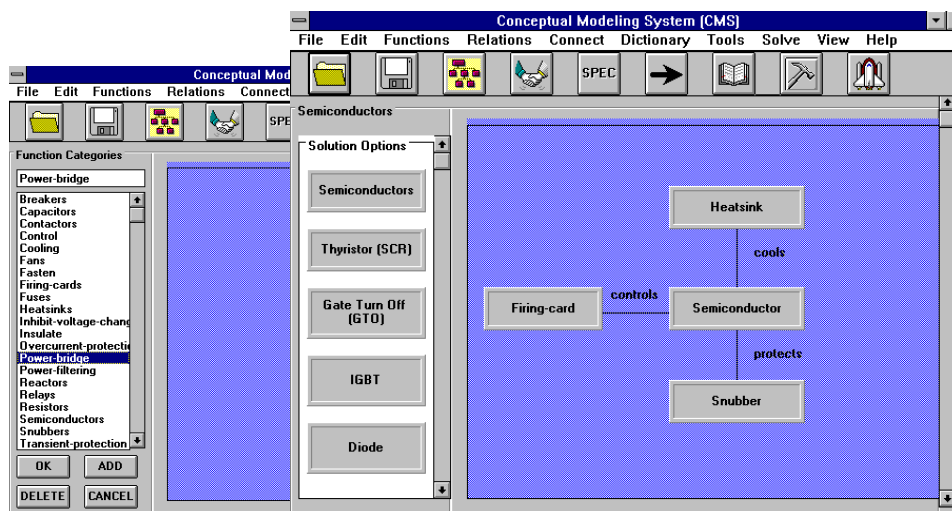 Conceptual Mod
File Edit Functions Relations Connect
SPE
Function Categories
Power-bridge
Breakers
Capacitors
Contactors
Control
Cooling
Fans
Fasten
Firing-cards
Fuses
Heatsinks
Inhibit-voltage-chang
Insulate
Overcurrent-protectio
Power-bridge
Power-filtering
Reactors
Relays
Resistors
Semiconductors
Snubbers
Transient-protection
OK ADD
DELETE CANCEL
Conceptual Modeling System (CMS)
File Edit Functions Relations Connect Dictionary Tools Solve View Help
SPEC
Semiconductors
Solution Options
Semiconductors
Thyristor (SCR)
Gate Turn Off
(GTO)
IGBT
Diode
Heatsink
cools
Firing-card controls Semiconductor
protects
Snubber